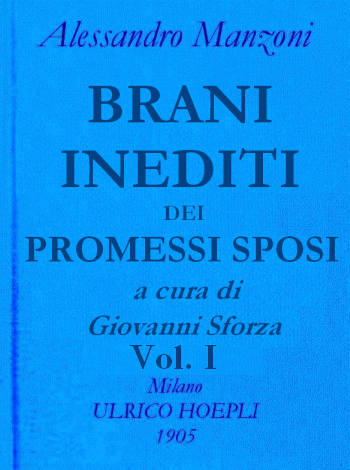 Alessandro Manzoni
BRANI
INEDITI
DEI
PROMESSI SPOSI
a cura di
Giovanni Sforza
Vol. I
Milano
ULRICO HOEPLI
1905